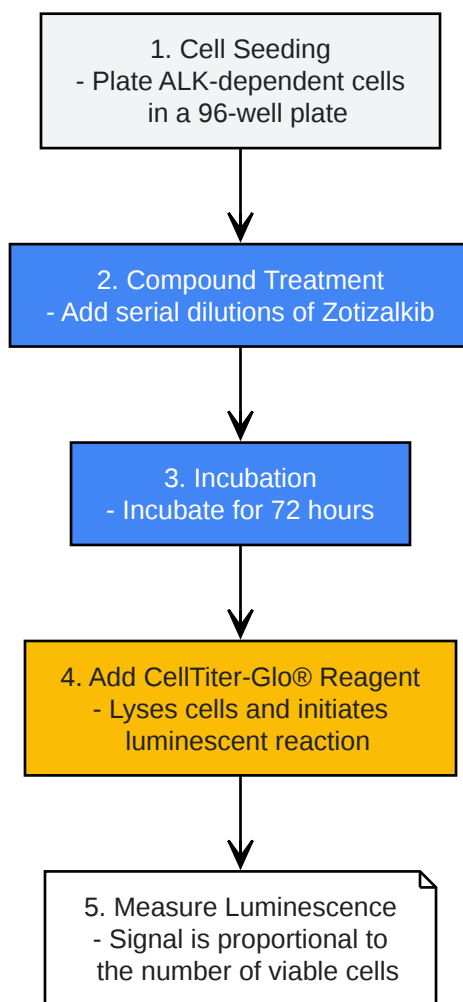 1. Cell Seeding
- Plate ALK-dependent cells
in a 96-well plate
2. Compound Treatment
- Add serial dilutions of Zotizalkib
3. Incubation
- Incubate for 72 hours
4. Add CellTiter-Glo® Reagent
- Lyses cells and initiates
luminescent reaction
5. Measure Luminescence
- Signal is proportional to
the number of viable cells